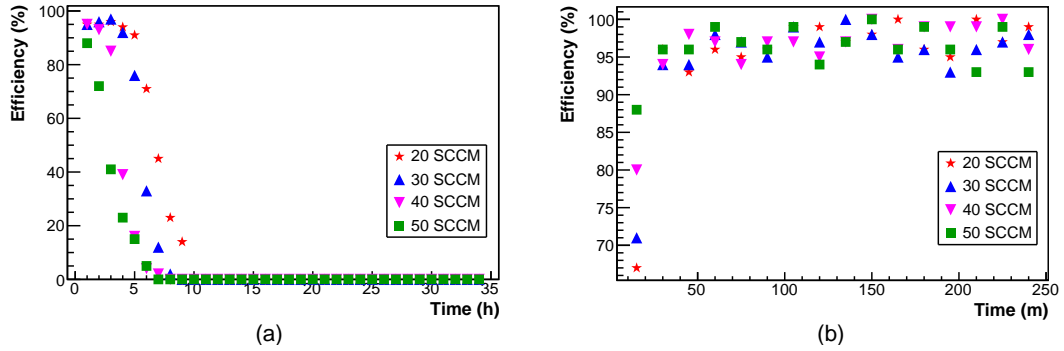 Efficiency (%)
100
80
60
40
20
0
20 SCCM
30 SCCM
40 SCCM
50 SCCM
0 5 10 15 20 25 30 35
Time (h)
(a)
Efficiency (%)
100
95
90
85
80
75
70
20 SCCM
30 SCCM
40 SCCM
50 SCCM
50 100 150 200 250
Time (m)
(b)